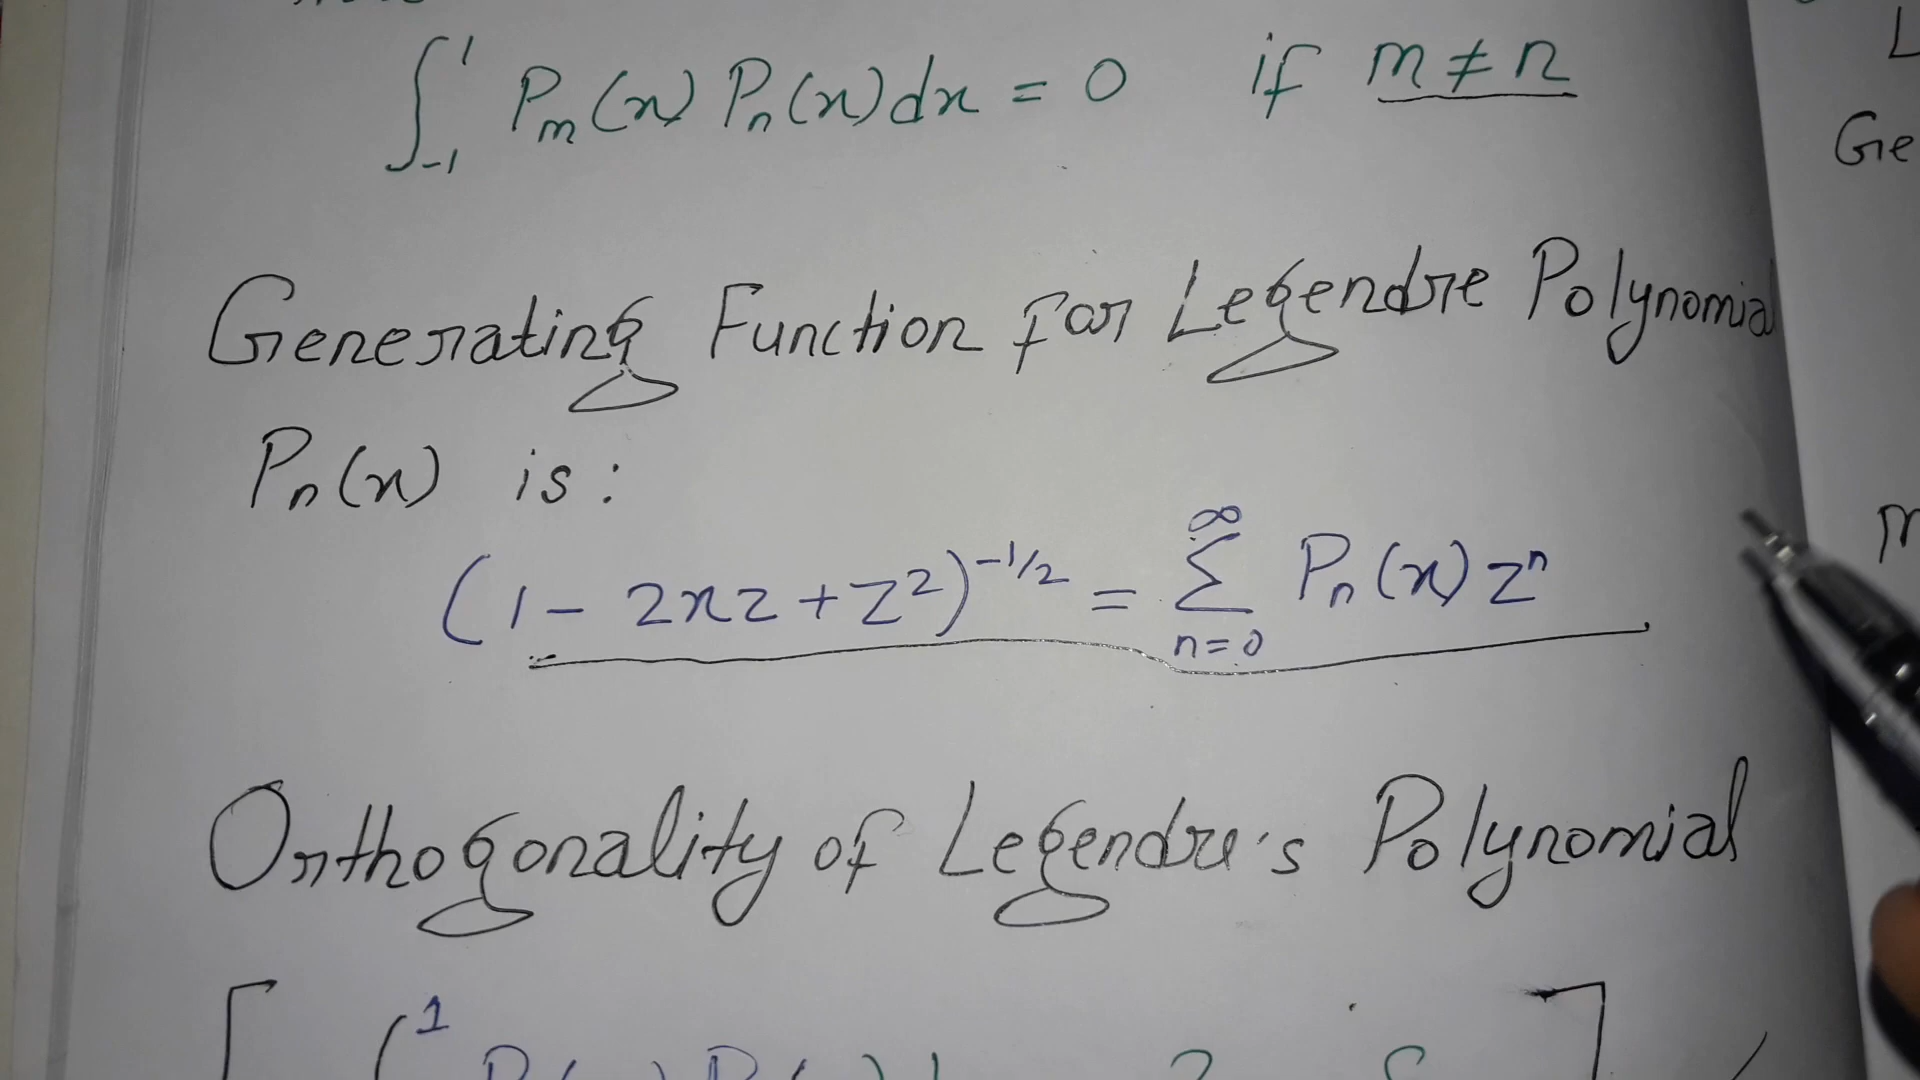 ∫₋₁¹ Pm(x) Pn(x)dx = 0 if m ≠ n
Generating Function for Legendre Polynomial
Pn(x) is:
(1 - 2xz + z²)^(-1/2) = Σ_{n=0}^{∞} Pn(x) zⁿ
Orthogonality of Legendre's Polynomial